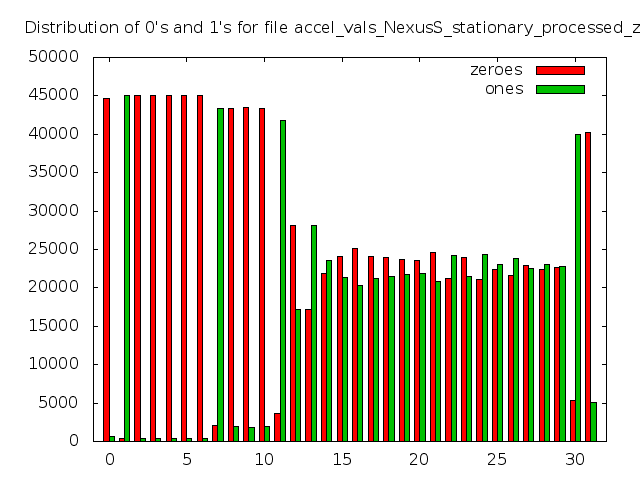 Distribution of 0's and 1's for file accel_vals_NexusS_stationary_processed_z
zeroes
ones
50000
45000
40000
35000
30000
25000
20000
15000
10000
5000
0
0 5 10 15 20 25 30